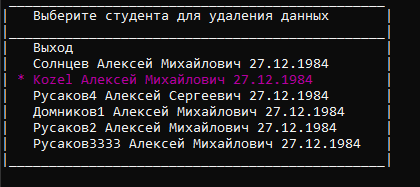 Выберите студента для удаления данных
Выход
Солнцев Алексей Михайлович 27.12.1984
* Kozel Алексей Михайлович 27.12.1984
Русаков4 Алексей Сергеевич 27.12.1984
Домников1 Алексей Михайлович 27.12.1984
Русаков2 Алексей Михайлович 27.12.1984
Русаков3333 Алексей Михайлович 27.12.1984